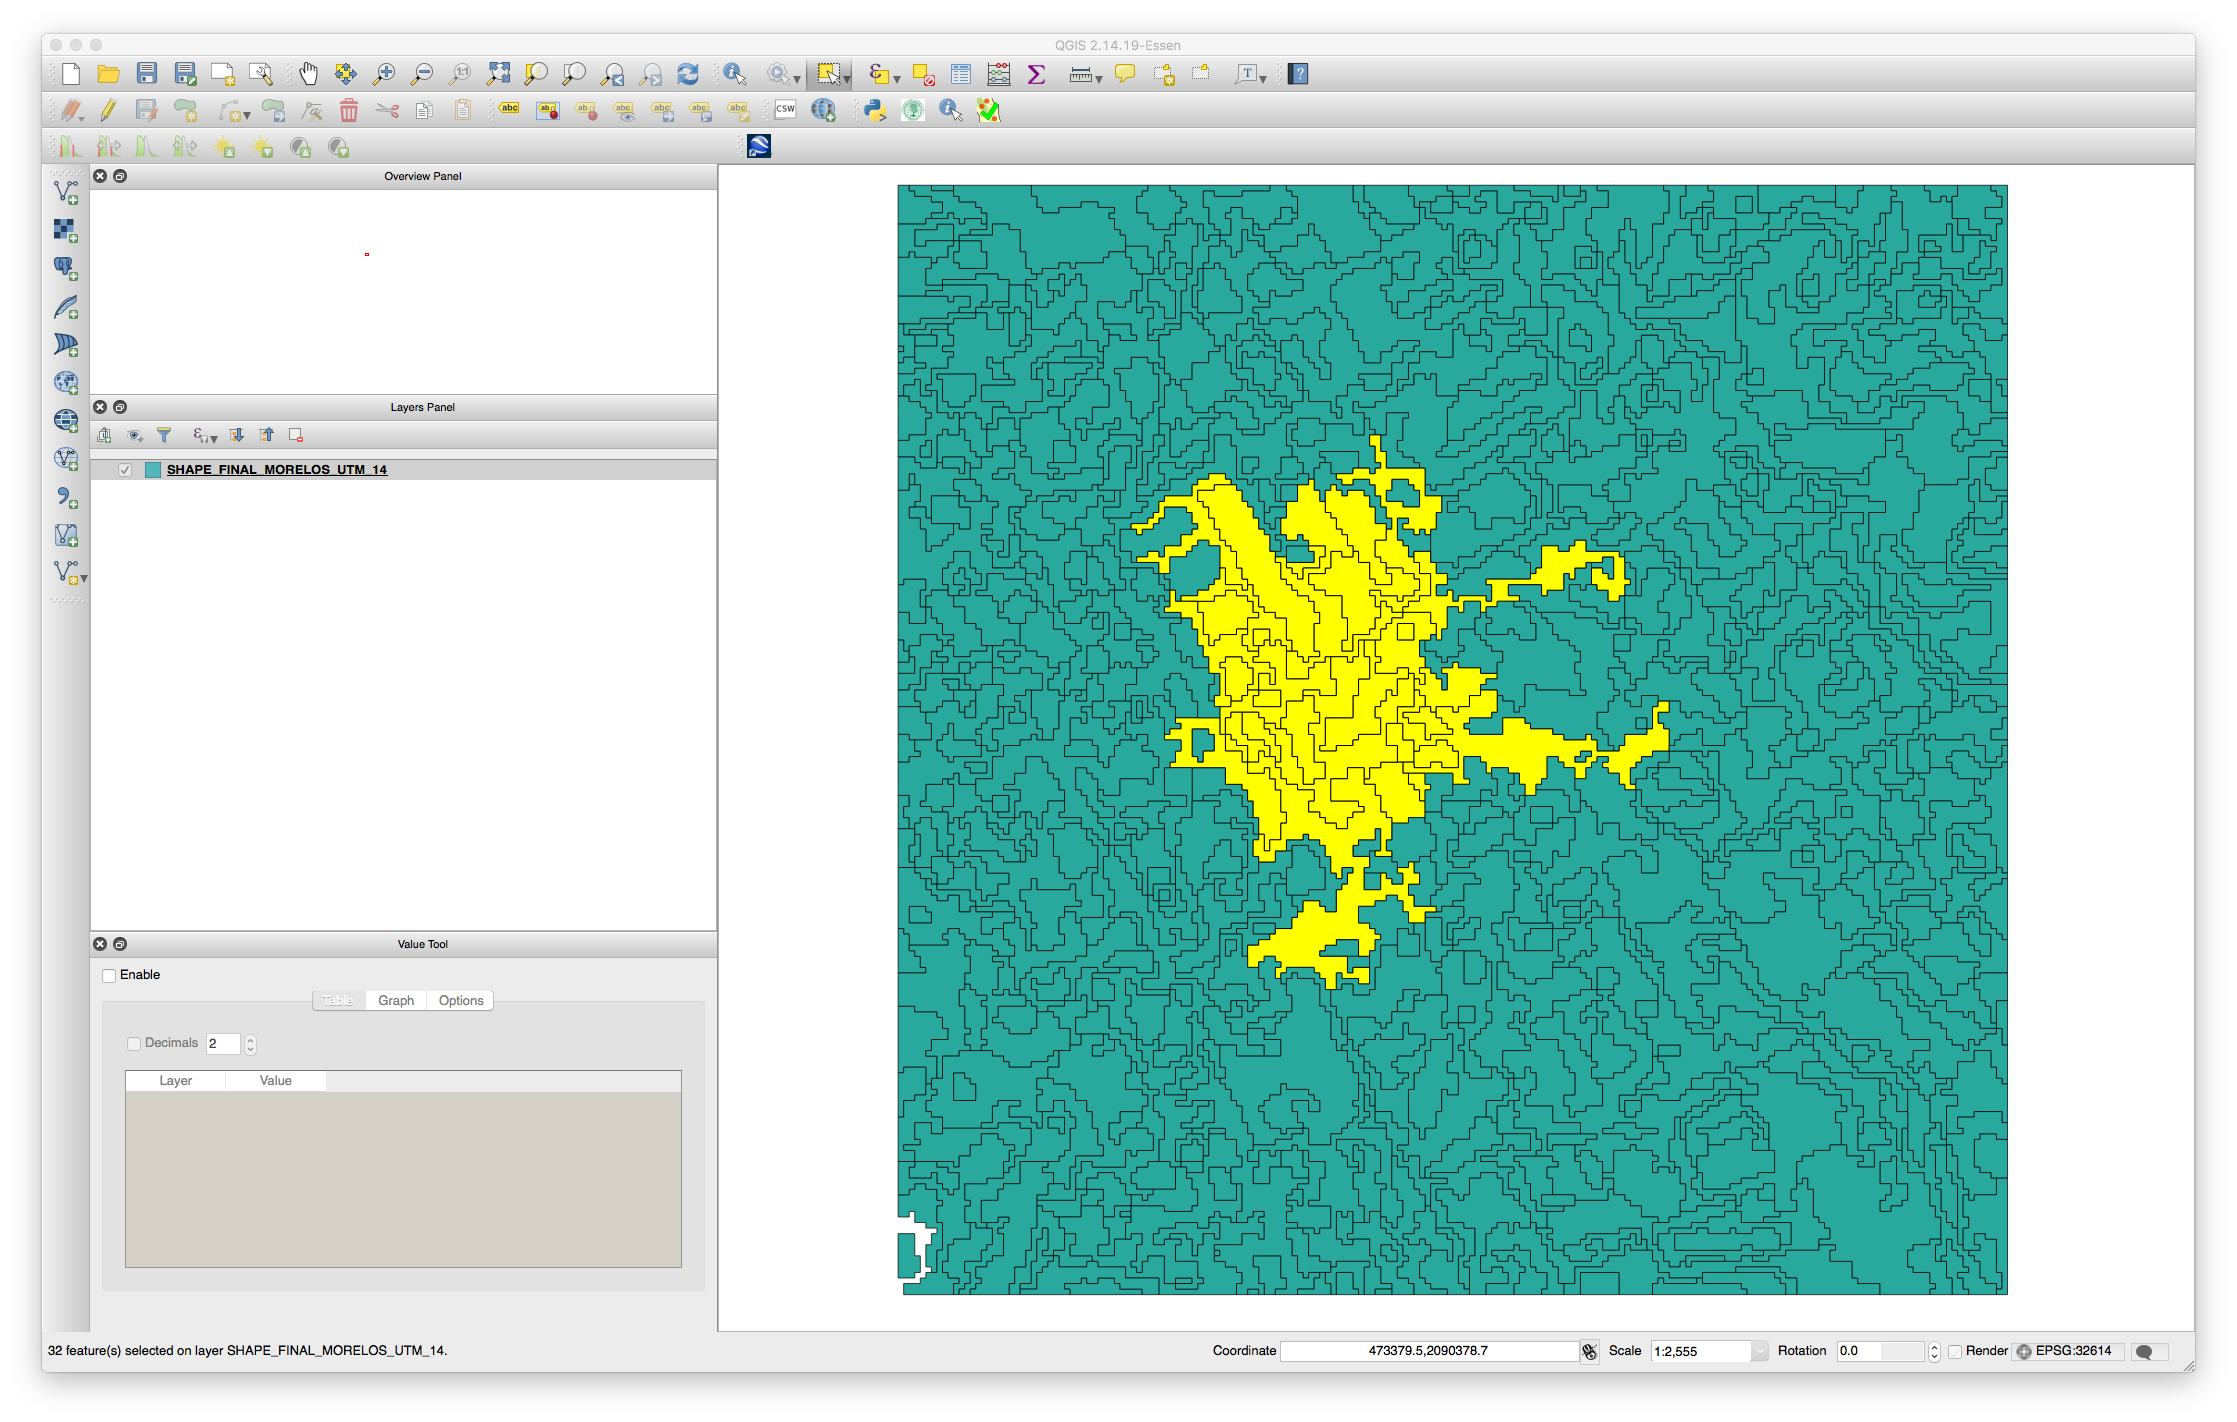 QGIS 2.14.19-Essen
Overview Panel
Layers Panel
SHAPE_FINAL_MORELOS_UTM_14
Value Tool
Enable
Table Graph Options
Decimals 2
Layer Value
32 feature(s) selected on layer SHAPE_FINAL_MORELOS_UTM_14.
Coordinate 473379.5,2090378.7 Scale 1:2,555 Rotation 0.0 Render EPSG:32614